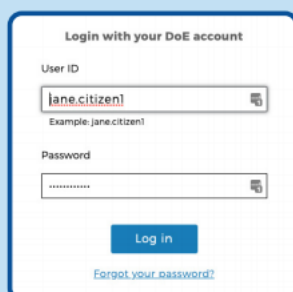 Login with your DoE account
User ID
jane.citizen1
Example: jane.citizen1
Password
••••••••••••
Log in
Forgot your password?